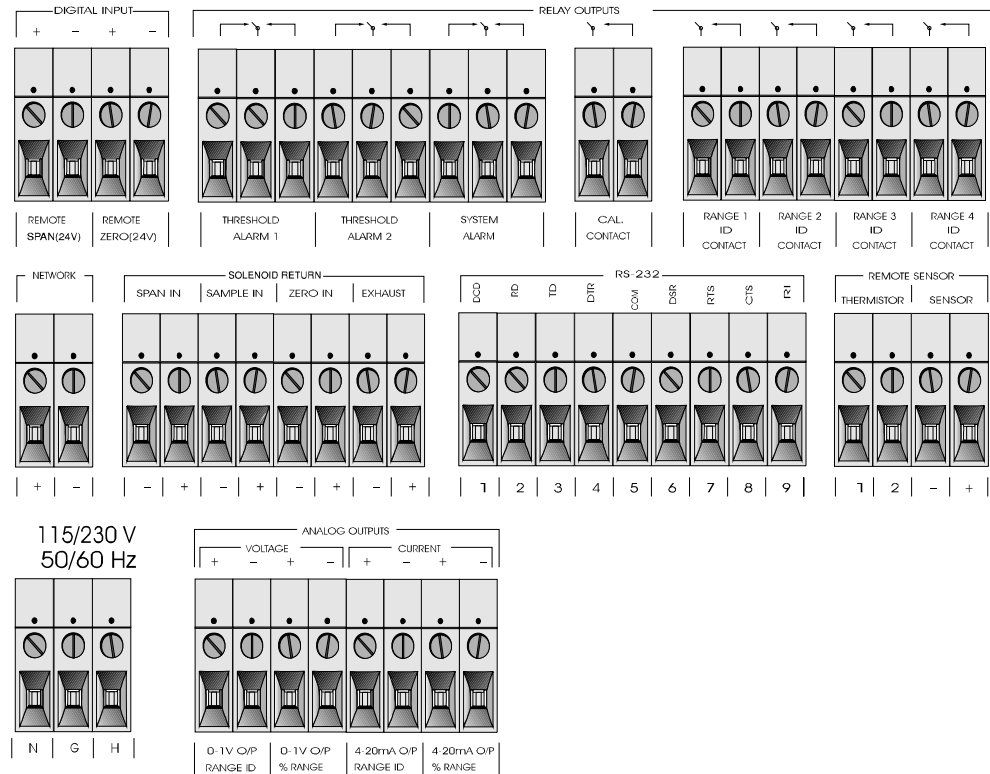 DIGITAL INPUT
RELAY OUTPUTS
+ − + −
REMOTE SPAN(24V)
REMOTE ZERO(24V)
THRESHOLD ALARM 1
THRESHOLD ALARM 2
SYSTEM ALARM
CAL. CONTACT
RANGE 1 ID CONTACT
RANGE 2 ID CONTACT
RANGE 3 ID CONTACT
RANGE 4 ID CONTACT
NETWORK
+ −
SOLENOID RETURN
SPAN IN SAMPLE IN ZERO IN EXHAUST
− + − + − + − +
RS-232
DCD RD TD DTR COM DSR RTS CTS RI
1 2 3 4 5 6 7 8 9
REMOTE SENSOR
THERMISTOR SENSOR
1 2 − +
115/230 V
50/60 Hz
N G H
ANALOG OUTPUTS
VOLTAGE CURRENT
+ − + − + − + −
0-1V O/P RANGE ID
0-1V O/P % RANGE
4-20mA O/P RANGE ID
4-20mA O/P % RANGE